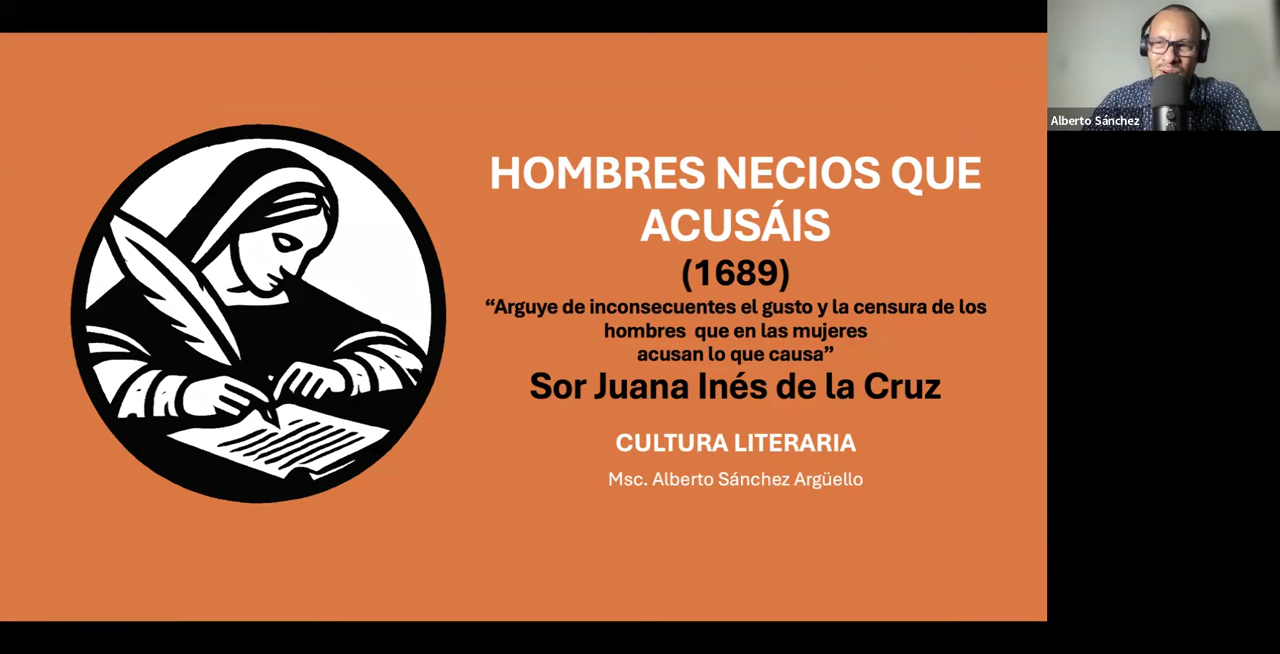 HOMBRES NECIOS QUE
ACUSÁIS
(1689)
“Arguye de inconsecuentes el gusto y la censura de los
hombres que en las mujeres
acusan lo que causa”
Sor Juana Inés de la Cruz
CULTURA LITERARIA
Msc. Alberto Sánchez Argüello
Alberto Sánchez